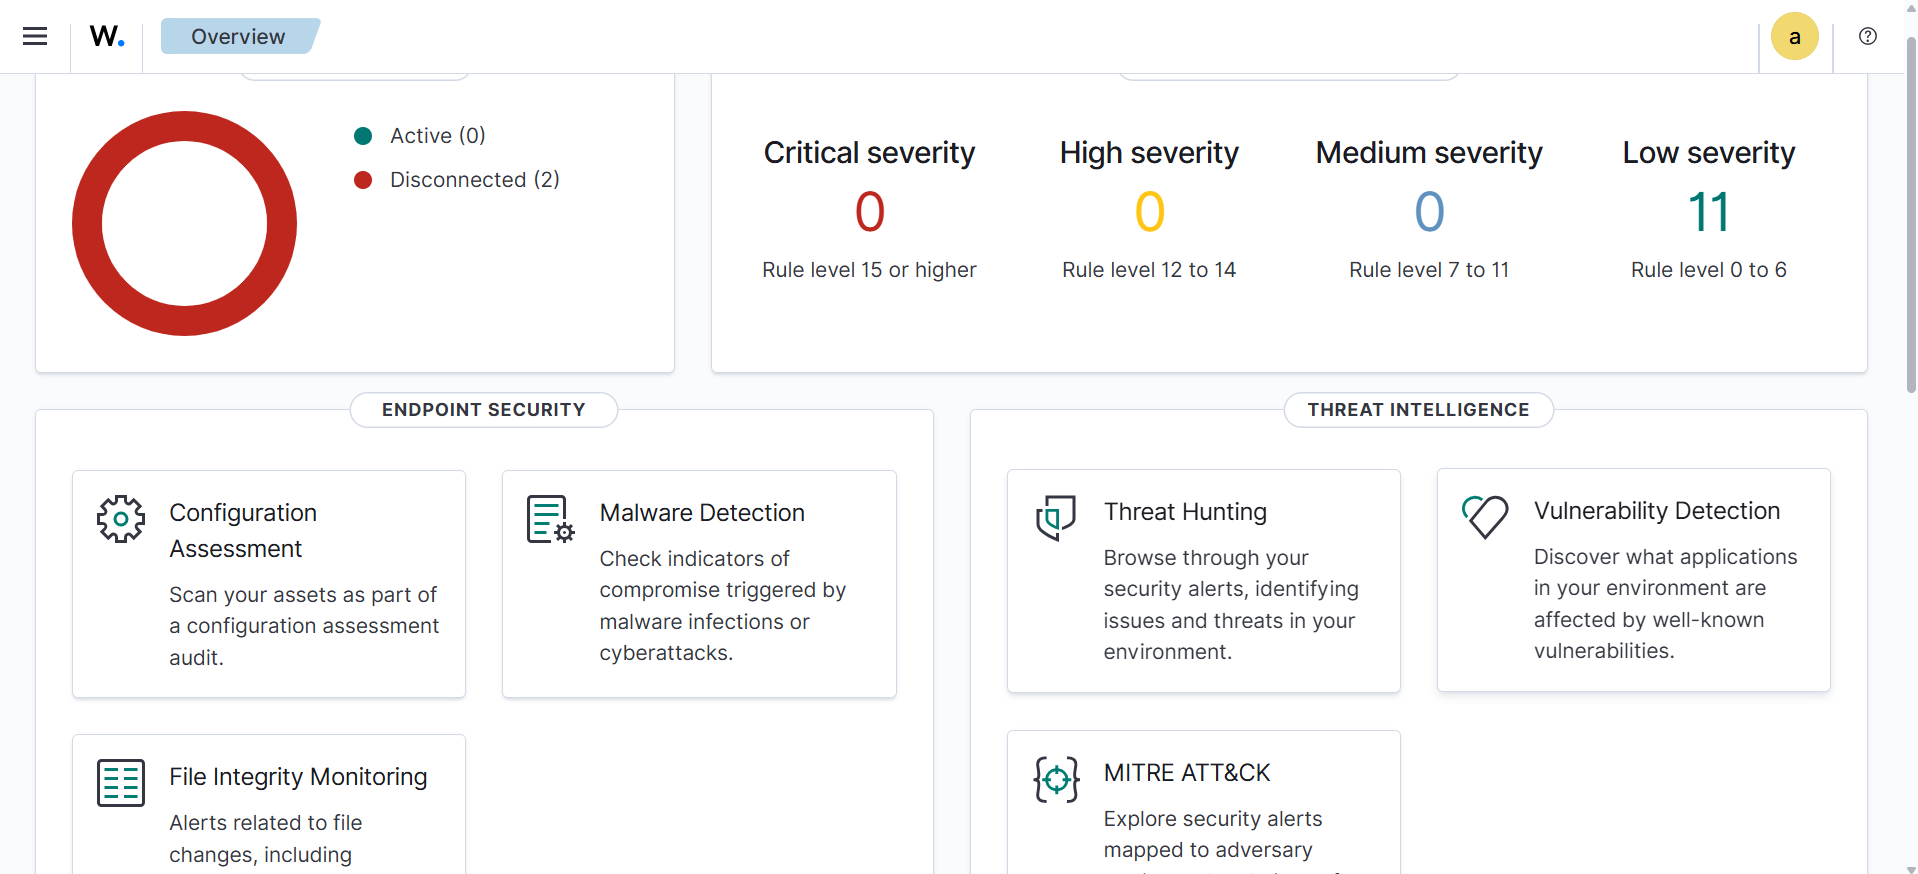 W.
Overview
a
?
Active (0)
Disconnected (2)
Critical severity
0
Rule level 15 or higher
High severity
0
Rule level 12 to 14
Medium severity
0
Rule level 7 to 11
Low severity
11
Rule level 0 to 6
ENDPOINT SECURITY
Configuration
Assessment
Scan your assets as part of
a configuration assessment
audit.
Malware Detection
Check indicators of
compromise triggered by
malware infections or
cyberattacks.
File Integrity Monitoring
Alerts related to file
changes, including
THREAT INTELLIGENCE
Threat Hunting
Browse through your
security alerts, identifying
issues and threats in your
environment.
Vulnerability Detection
Discover what applications
in your environment are
affected by well-known
vulnerabilities.
MITRE ATT&CK
Explore security alerts
mapped to adversary